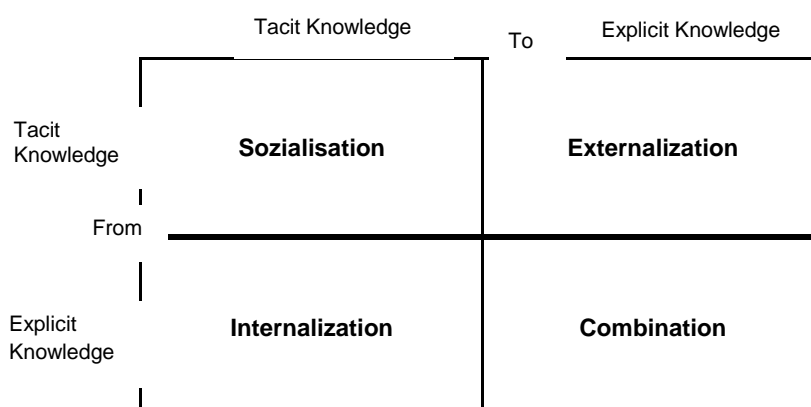 Tacit Knowledge
To
Explicit Knowledge
Tacit
Knowledge
Sozialisation
Externalization
From
Explicit
Knowledge
Internalization
Combination